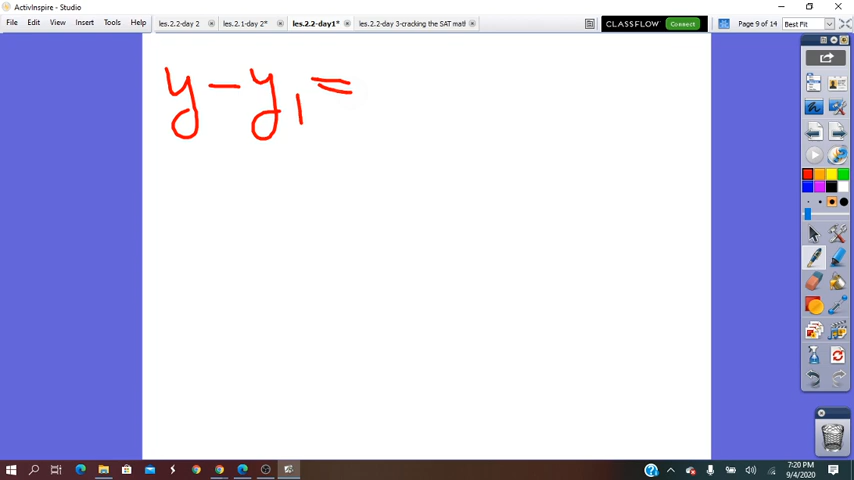 ActivInspire - Studio
File Edit View Insert Tools Help
les.2.2-day 2
les.2.1-day 2*
les.2.2-day1*
les.2.2-day 3-cracking the SAT mat
CLASSFLOW
Connect
Page 9 of 14
Best Fit
y - y₁ =
7:20 PM
9/4/2020